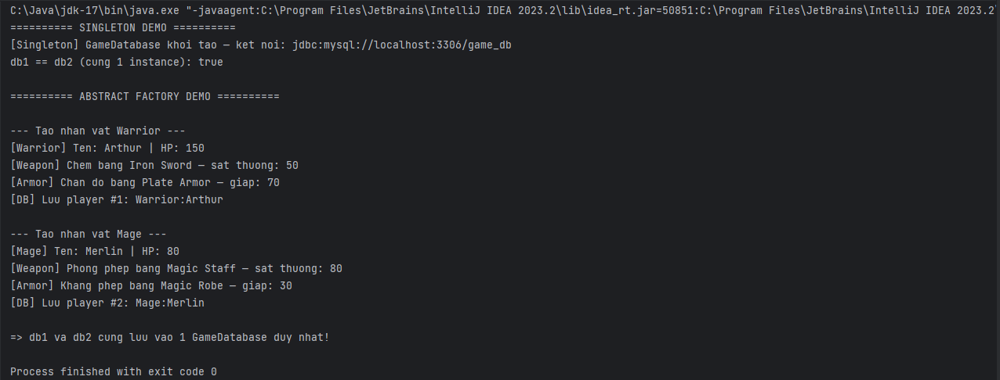 C:\Java\jdk-17\bin\java.exe "-javaagent:C:\Program Files\JetBrains\IntelliJ IDEA 2023.2\lib\idea_rt.jar=50851:C:\Program Files\JetBrains\IntelliJ IDEA 2023.2\
========== SINGLETON DEMO ==========
[Singleton] GameDatabase khoi tao — ket noi: jdbc:mysql://localhost:3306/game_db
db1 == db2 (cung 1 instance): true
========== ABSTRACT FACTORY DEMO ==========
--- Tao nhan vat Warrior ---
[Warrior] Ten: Arthur | HP: 150
[Weapon] Chem bang Iron Sword — sat thuong: 50
[Armor] Chan do bang Plate Armor — giap: 70
[DB] Luu player #1: Warrior:Arthur
--- Tao nhan vat Mage ---
[Mage] Ten: Merlin | HP: 80
[Weapon] Phong phep bang Magic Staff — sat thuong: 80
[Armor] Khang phep bang Magic Robe — giap: 30
[DB] Luu player #2: Mage:Merlin
=> db1 va db2 cung luu vao 1 GameDatabase duy nhat!
Process finished with exit code 0